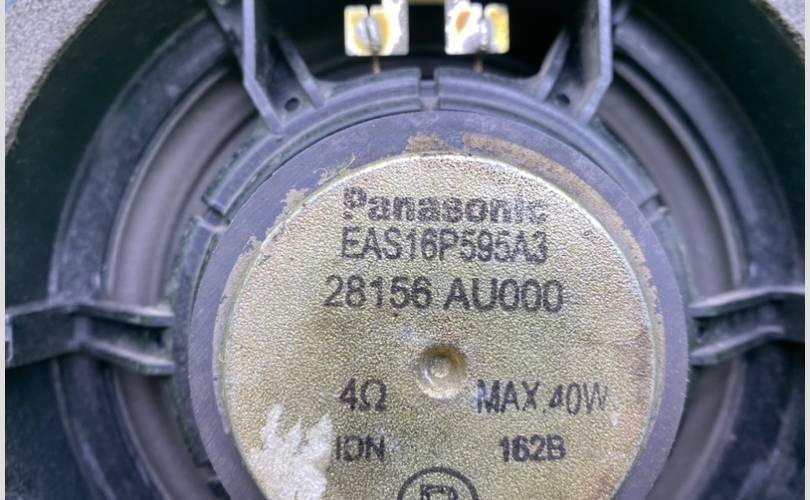 Panasonic
EAS16P595A3
28156 AU000
4Ω MAX.40W
IDN 162B